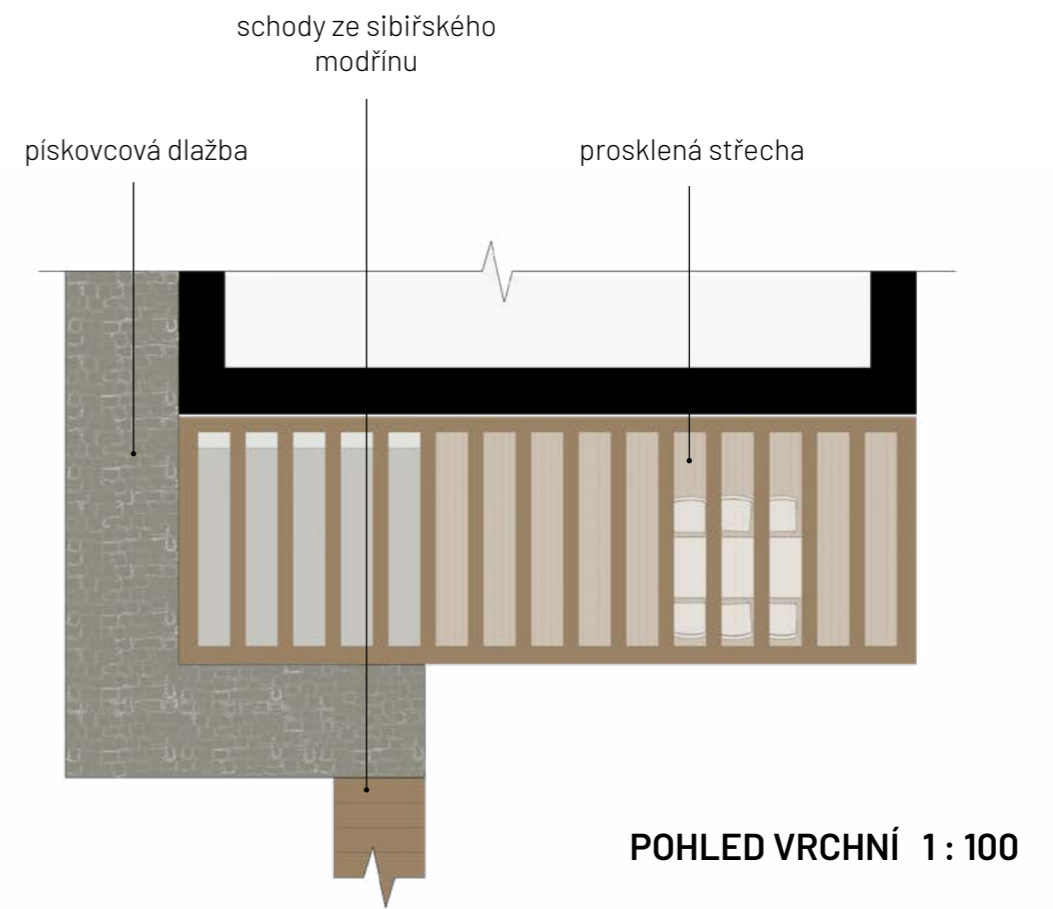 schody ze sibiřského
modřínu
pískovcová dlažba
prosklená střecha
POHLED VRCHNÍ 1 : 100